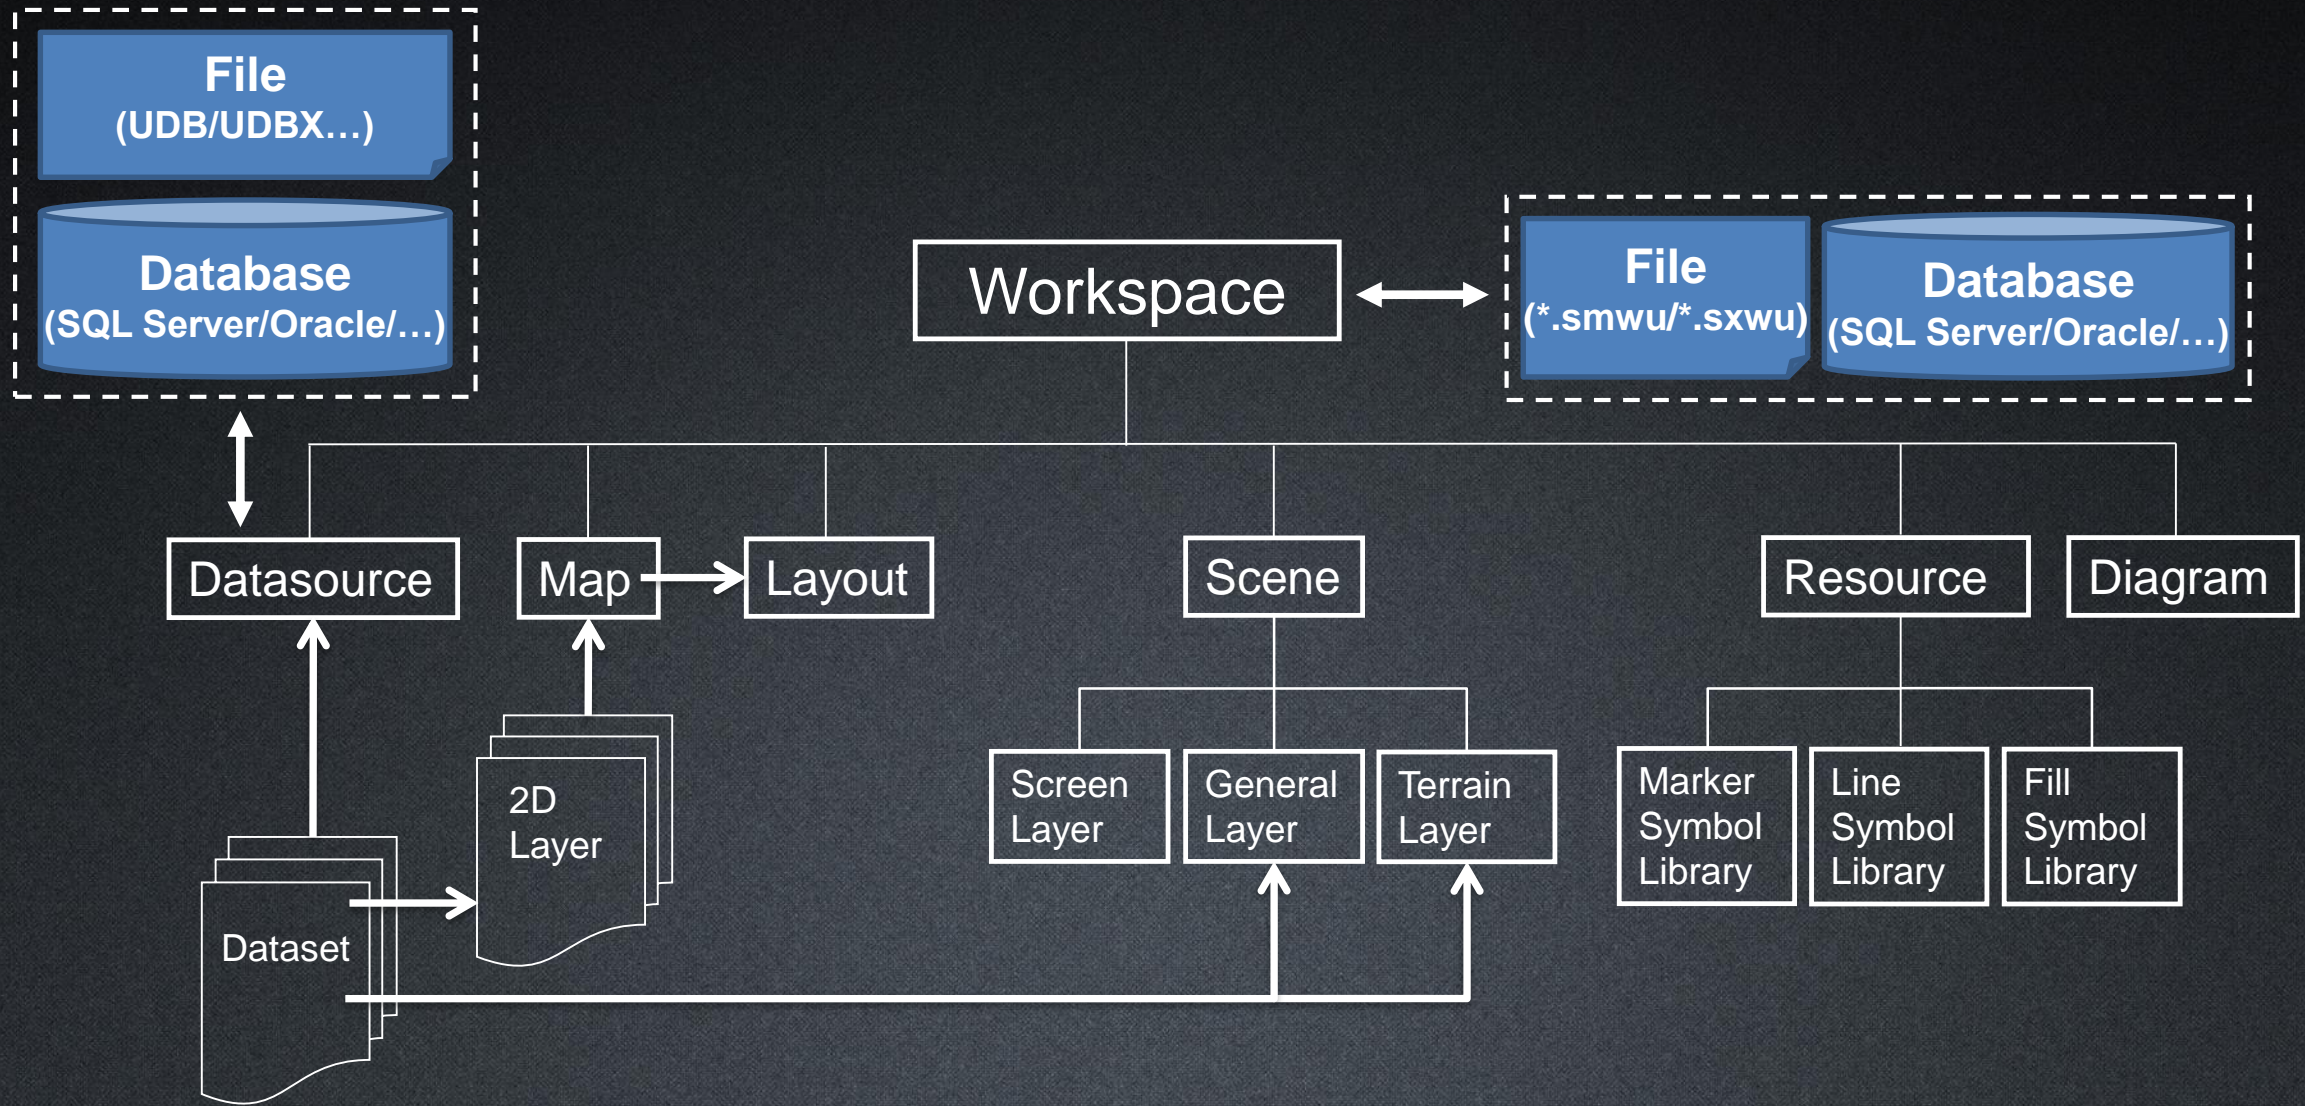 File
(UDB/UDBX…)
Database
(SQL Server/Oracle/…)
Workspace
File
(*.smwu/*.sxwu)
Database
(SQL Server/Oracle/…)
Datasource
Map
Layout
Scene
Resource
Diagram
2D
Layer
Screen
Layer
General
Layer
Terrain
Layer
Marker
Symbol
Library
Line
Symbol
Library
Fill
Symbol
Library
Dataset